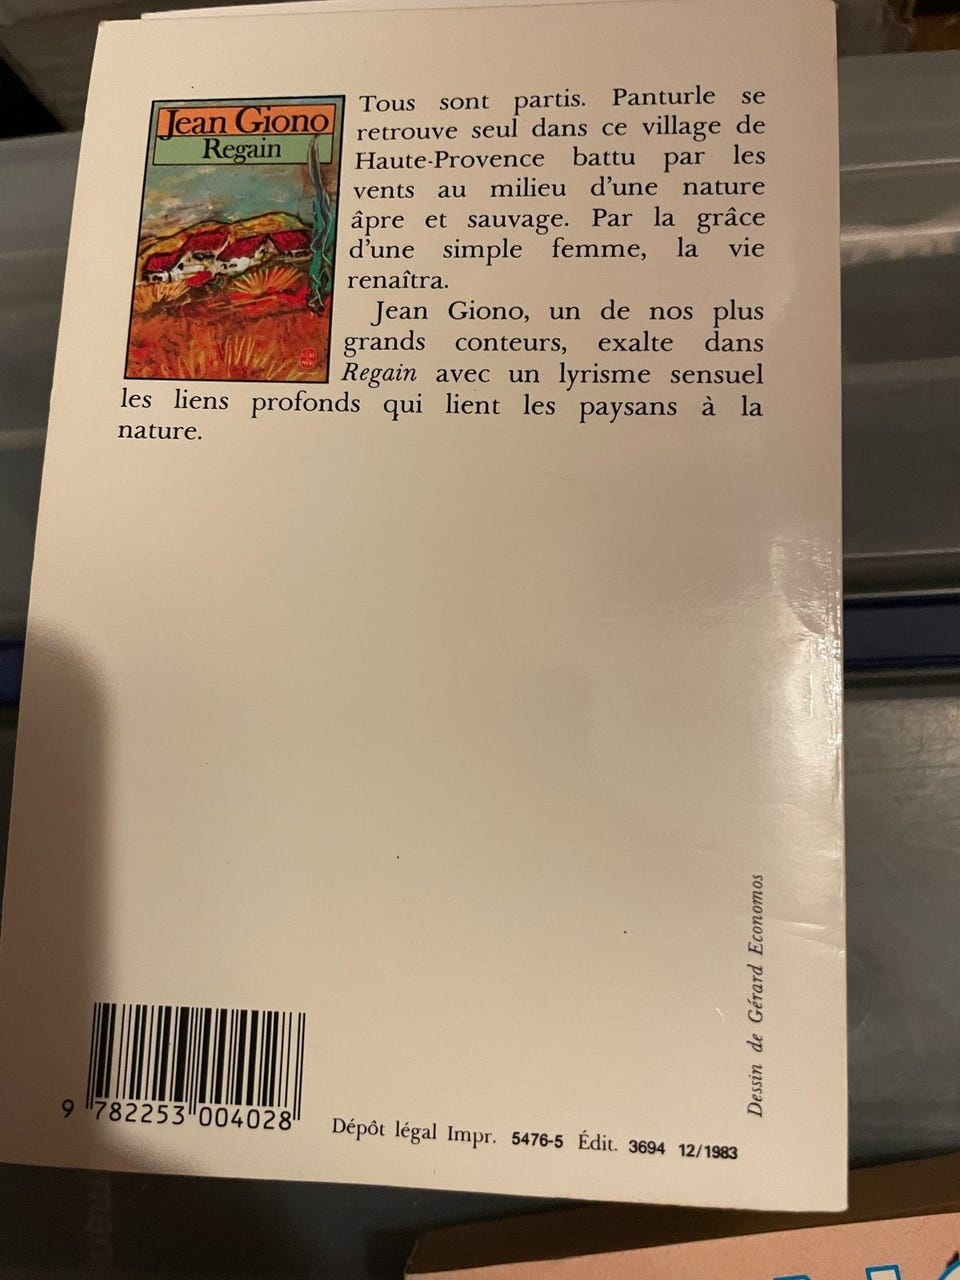 Jean Giono
Regain
Tous sont partis. Panturle se
retrouve seul dans ce village de
Haute-Provence battu par les
vents au milieu d'une nature
âpre et sauvage. Par la grâce
d'une simple femme, la vie
renaîtra.
Jean Giono, un de nos plus
grands conteurs, exalte dans
Regain avec un lyrisme sensuel
les liens profonds qui lient les paysans à la
nature.
Dessin de Gérard Economos
9 782253 004028
Dépôt légal Impr. 5476-5 Édit. 3694 12/1983